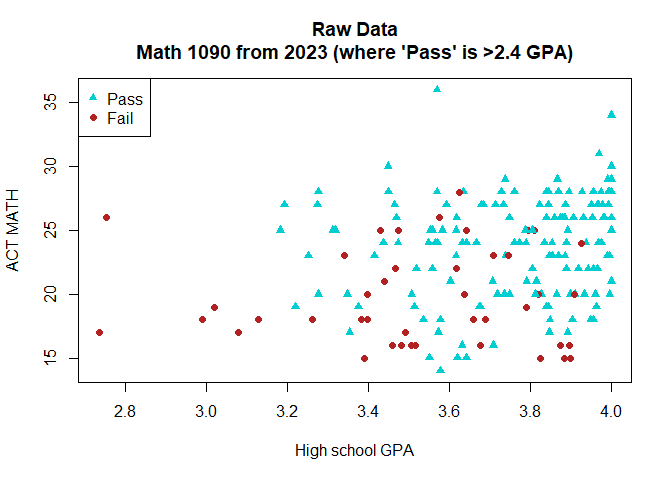 Raw Data
Math 1090 from 2023 (where 'Pass' is >2.4 GPA)
Pass
Fail
ACT MATH
35
30
25
20
15
2.8 3.0 3.2 3.4 3.6 3.8 4.0
High school GPA